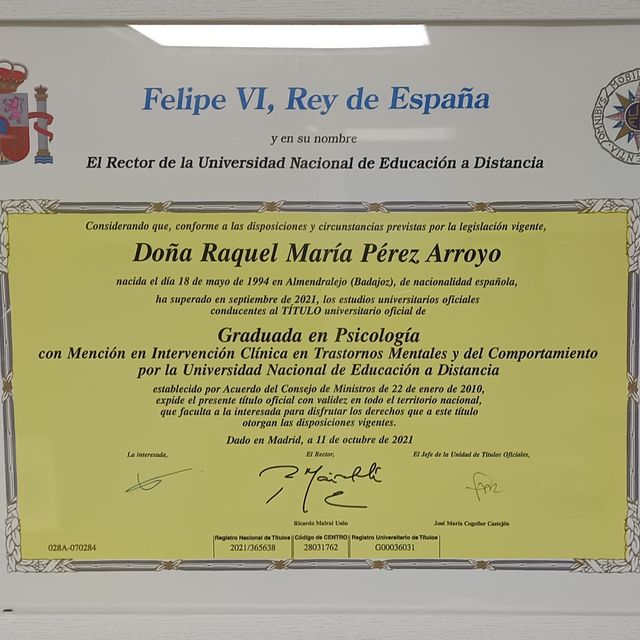 Felipe VI, Rey de España
y en su nombre
El Rector de la Universidad Nacional de Educación a Distancia
OMNIBVS MOBILI
Considerando que, conforme a las disposiciones y circunstancias previstas por la legislación vigente,
Doña Raquel María Pérez Arroyo
nacida el día 18 de mayo de 1994 en Almendralejo (Badajoz), de nacionalidad española,
ha superado en septiembre de 2021, los estudios universitarios oficiales
conducentes al TÍTULO universitario oficial de
Graduada en Psicología
con Mención en Intervención Clínica en Trastornos Mentales y del Comportamiento
por la Universidad Nacional de Educación a Distancia
establecido por Acuerdo del Consejo de Ministros de 22 de enero de 2010,
expide el presente título oficial con validez en todo el territorio nacional,
que faculta a la interesada para disfrutar los derechos que a este título
otorgan las disposiciones vigentes.
Dado en Madrid, a 11 de octubre de 2021
La interesada, El Rector, El Jefe de la Unidad de Títulos Oficiales,
Ricardo Mairal Usón José María Cogollor Castejón
Registro Nacional de Títulos Código de CENTRO Registro Universitario de Títulos
028A-070284 2021/365638 28031762 G00036031